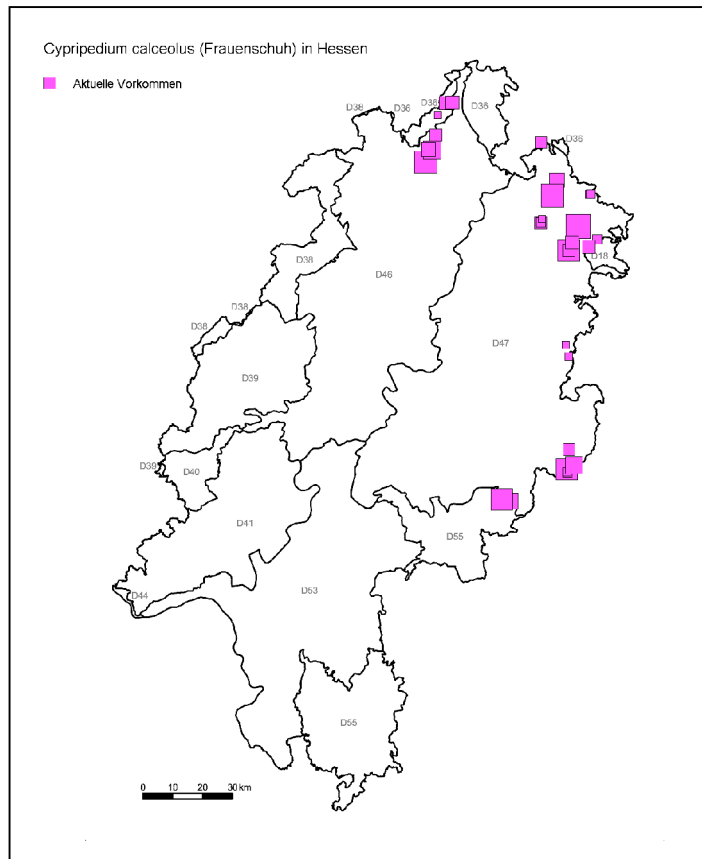 Cypripedium calceolus (Frauenschuh) in Hessen
Aktuelle Vorkommen
D38
D36
D38
D36
D36
D38
D46
D18
D38
D38
D47
D39
D39
D40
D41
D55
D44
D53
D55
0 10 20 30 km